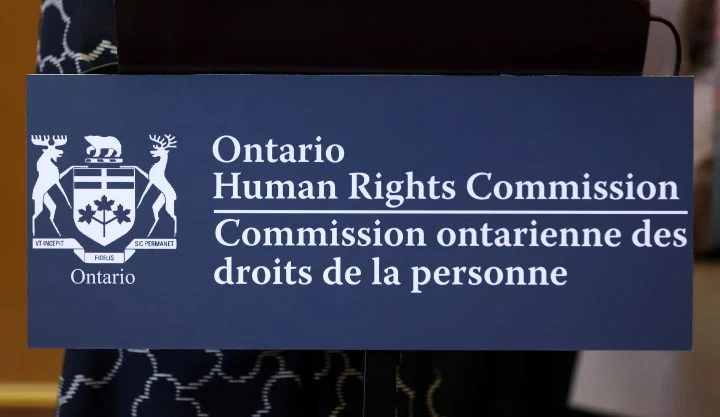 Ontario
Human Rights Commission
Commission ontarienne des
droits de la personne
VT INCEPIT
FIDELIS
SIC PERMANET
Ontario